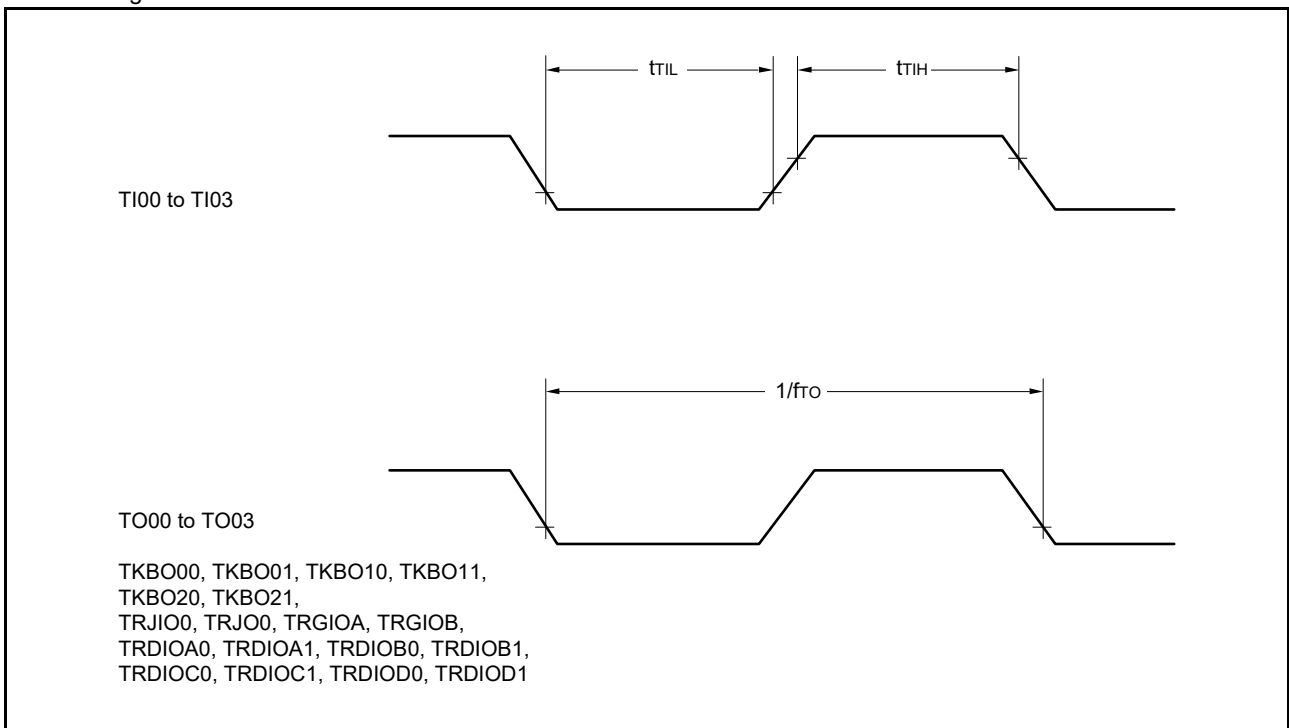 tTIL
tTIH
TI00 to TI03
1/fTO
TO00 to TO03
TKBO00, TKBO01, TKBO10, TKBO11,
TKBO20, TKBO21,
TRJIO0, TRJO0, TRGIOA, TRGIOB,
TRDIOA0, TRDIOA1, TRDIOB0, TRDIOB1,
TRDIOC0, TRDIOC1, TRDIOD0, TRDIOD1